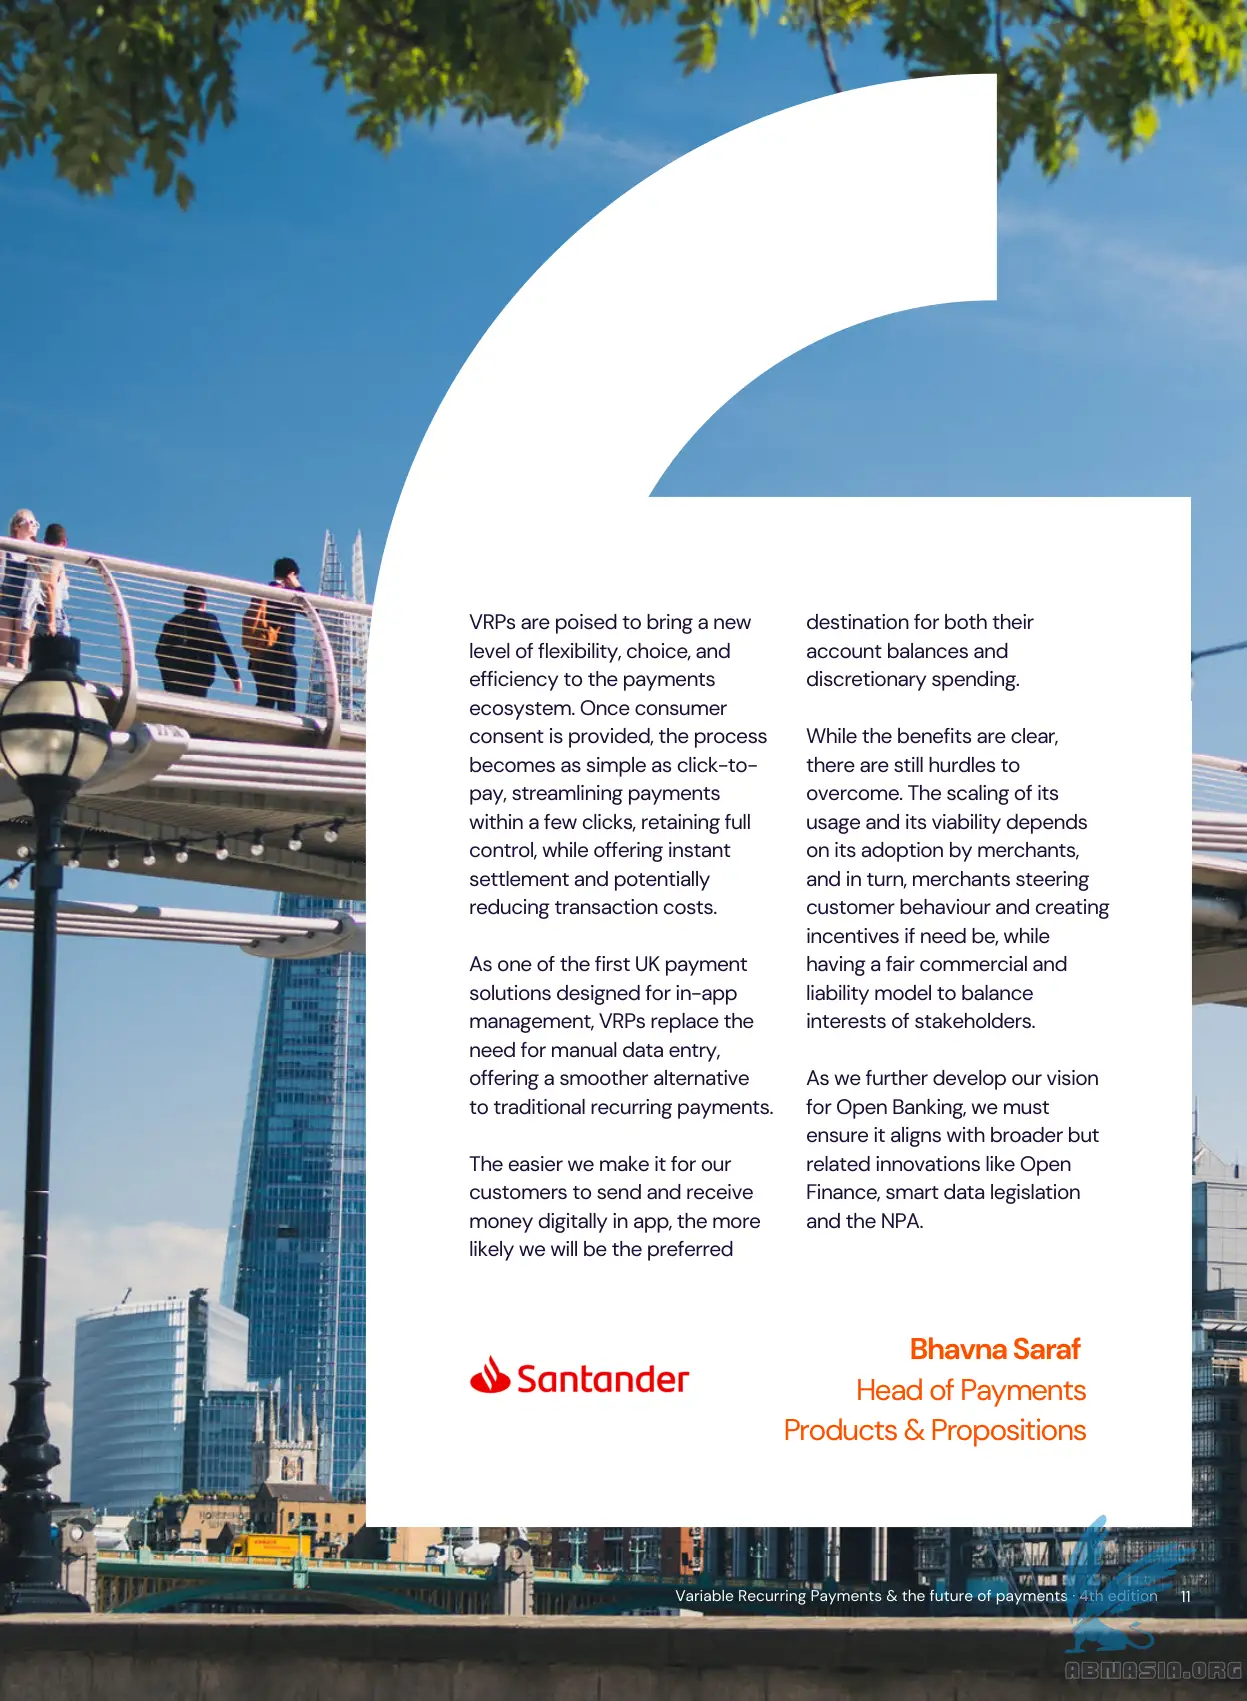 VRPs are poised to bring a new
level of flexibility, choice, and
efficiency to the payments
ecosystem. Once consumer
consent is provided, the process
becomes as simple as click-to-
pay, streamlining payments
within a few clicks, retaining full
control, while offering instant
settlement and potentially
reducing transaction costs.
As one of the first UK payment
solutions designed for in-app
management, VRPs replace the
need for manual data entry,
offering a smoother alternative
to traditional recurring payments.
The easier we make it for our
customers to send and receive
money digitally in app, the more
likely we will be the preferred
destination for both their
account balances and
discretionary spending.
While the benefits are clear,
there are still hurdles to
overcome. The scaling of its
usage and its viability depends
on its adoption by merchants,
and in turn, merchants steering
customer behaviour and creating
incentives if need be, while
having a fair commercial and
liability model to balance
interests of stakeholders.
As we further develop our vision
for Open Banking, we must
ensure it aligns with broader but
related innovations like Open
Finance, smart data legislation
and the NPA.
Santander
Bhavna Saraf
Head of Payments
Products & Propositions
Variable Recurring Payments & the future of payments · 4th edition 11
ABNASIA.ORG